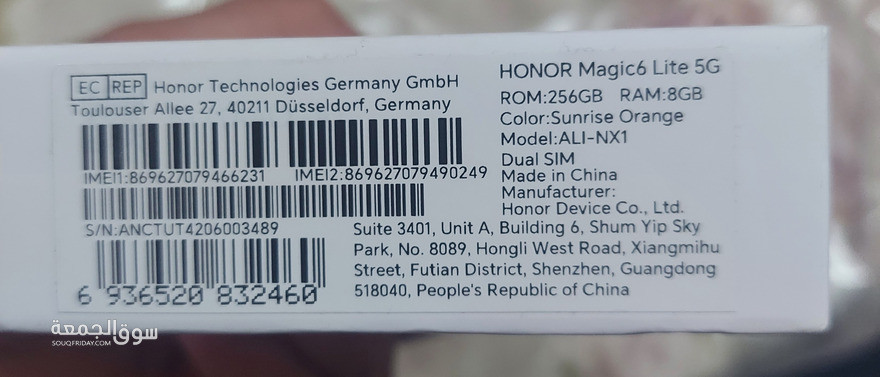 EC REP Honor Technologies Germany GmbH
Toulouser Allee 27, 40211 Düsseldorf, Germany
IMEI1:869627079466231 IMEI2:869627079490249
S/N:ANCTUT4206003489
6 936520 832460
HONOR Magic6 Lite 5G
ROM:256GB RAM:8GB
Color:Sunrise Orange
Model:ALI-NX1
Dual SIM
Made in China
Manufacturer:
Honor Device Co., Ltd.
Suite 3401, Unit A, Building 6, Shum Yip Sky
Park, No. 8089, Hongli West Road, Xiangmihu
Street, Futian District, Shenzhen, Guangdong
518040, People's Republic of China
سوق الجمعة
SOUQFRIDAY.COM